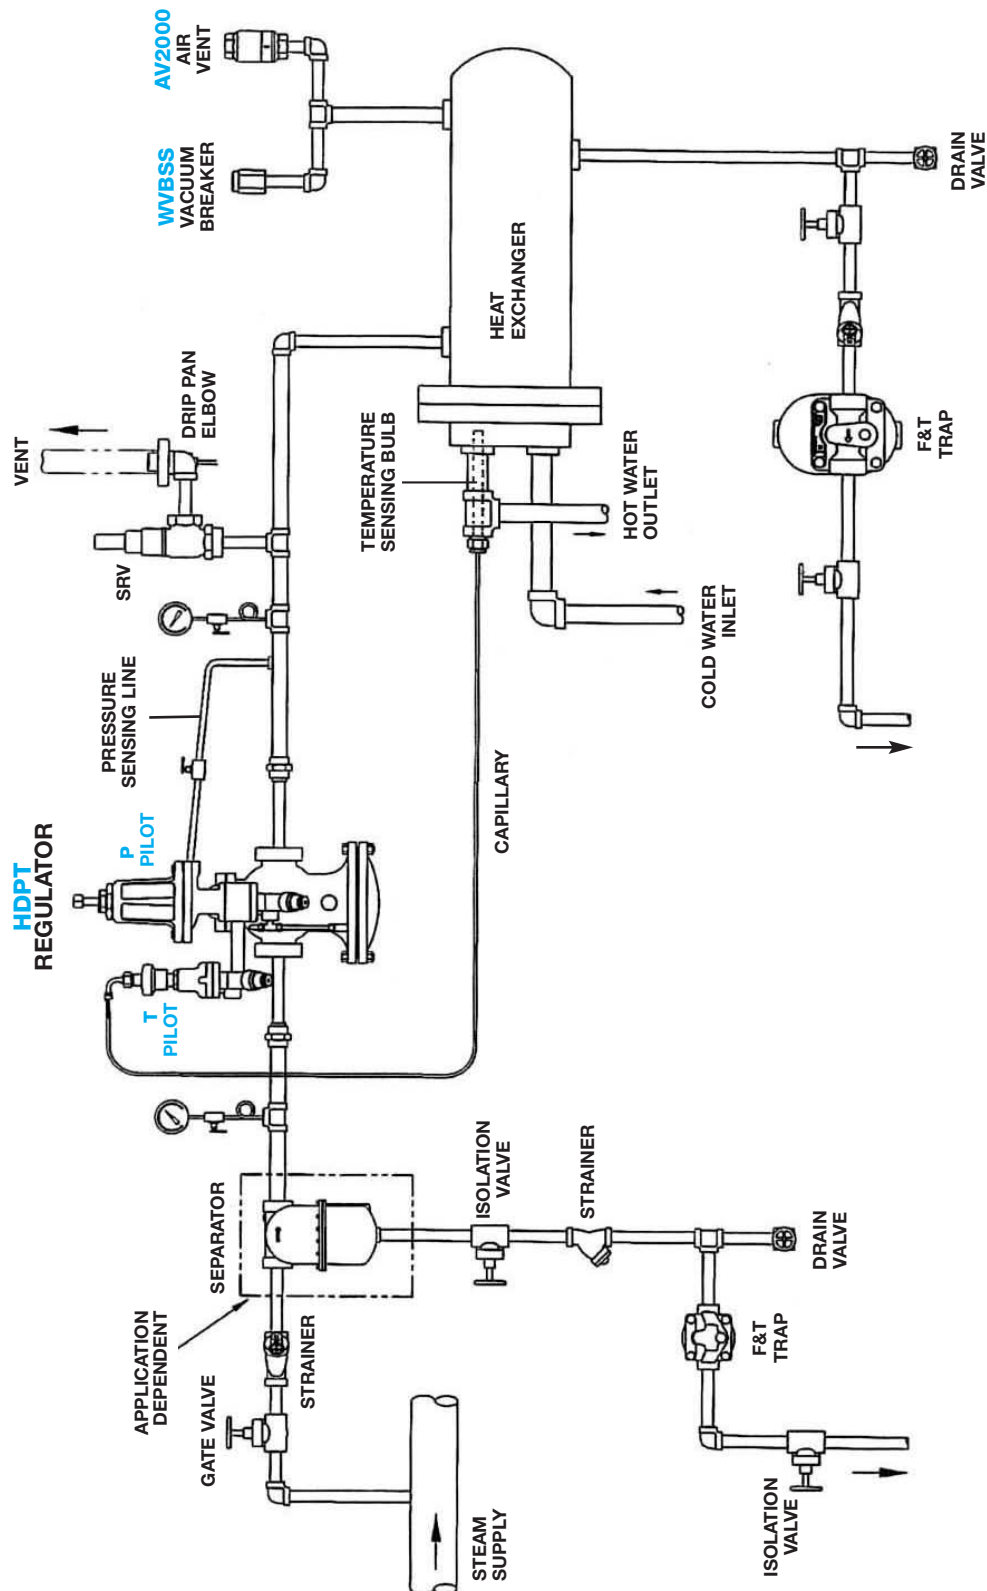 HDPT
REGULATOR
AV2000
AIR
VENT
WVBSS
VACUUM
BREAKER
VENT
DRIP PAN
ELBOW
SRV
PRESSURE
SENSING LINE
P
PILOT
T
PILOT
HEAT
EXCHANGER
TEMPERATURE
SENSING BULB
HOT WATER
OUTLET
COLD WATER
INLET
CAPILLARY
SEPARATOR
APPLICATION
DEPENDENT
STRAINER
GATE VALVE
STEAM
SUPPLY
ISOLATION
VALVE
STRAINER
DRAIN
VALVE
F&T
TRAP
ISOLATION
VALVE
F&T
TRAP
DRAIN
VALVE